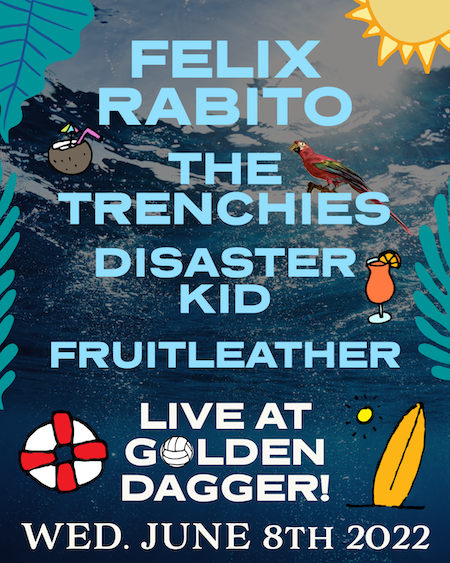 FELIX
RABITO
THE
TRENCHIES
DISASTER
KID
FRUITLEATHER
LIVE AT
GOLDEN
DAGGER!
WED. JUNE 8TH 2022